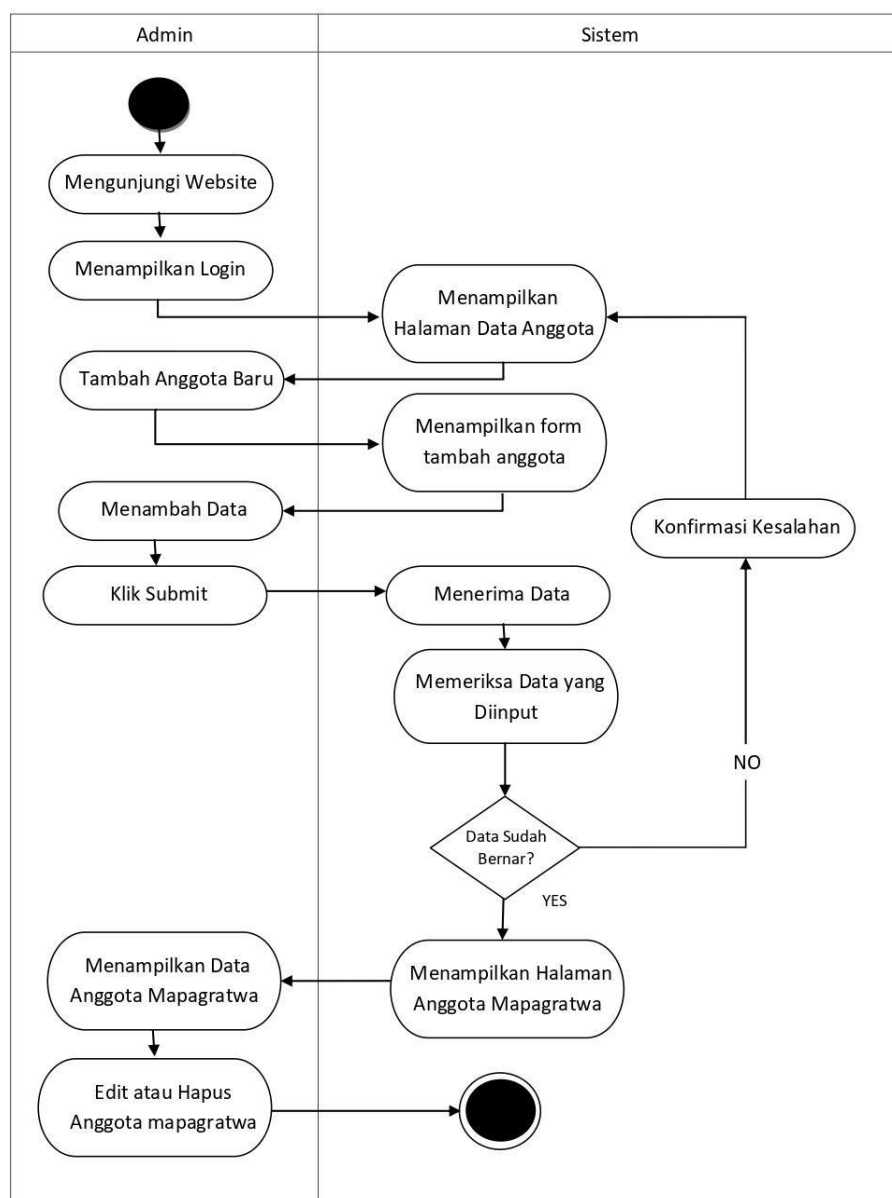 Admin
Sistem
Mengunjungi Website
Menampilkan Login
Menampilkan
Halaman Data Anggota
Tambah Anggota Baru
Menampilkan form
tambah anggota
Menambah Data
Konfirmasi Kesalahan
Klik Submit
Menerima Data
Memeriksa Data yang
Diinput
NO
Data Sudah
Bernar?
YES
Menampilkan Halaman
Anggota Mapagratwa
Menampilkan Data
Anggota Mapagratwa
Edit atau Hapus
Anggota mapagratwa